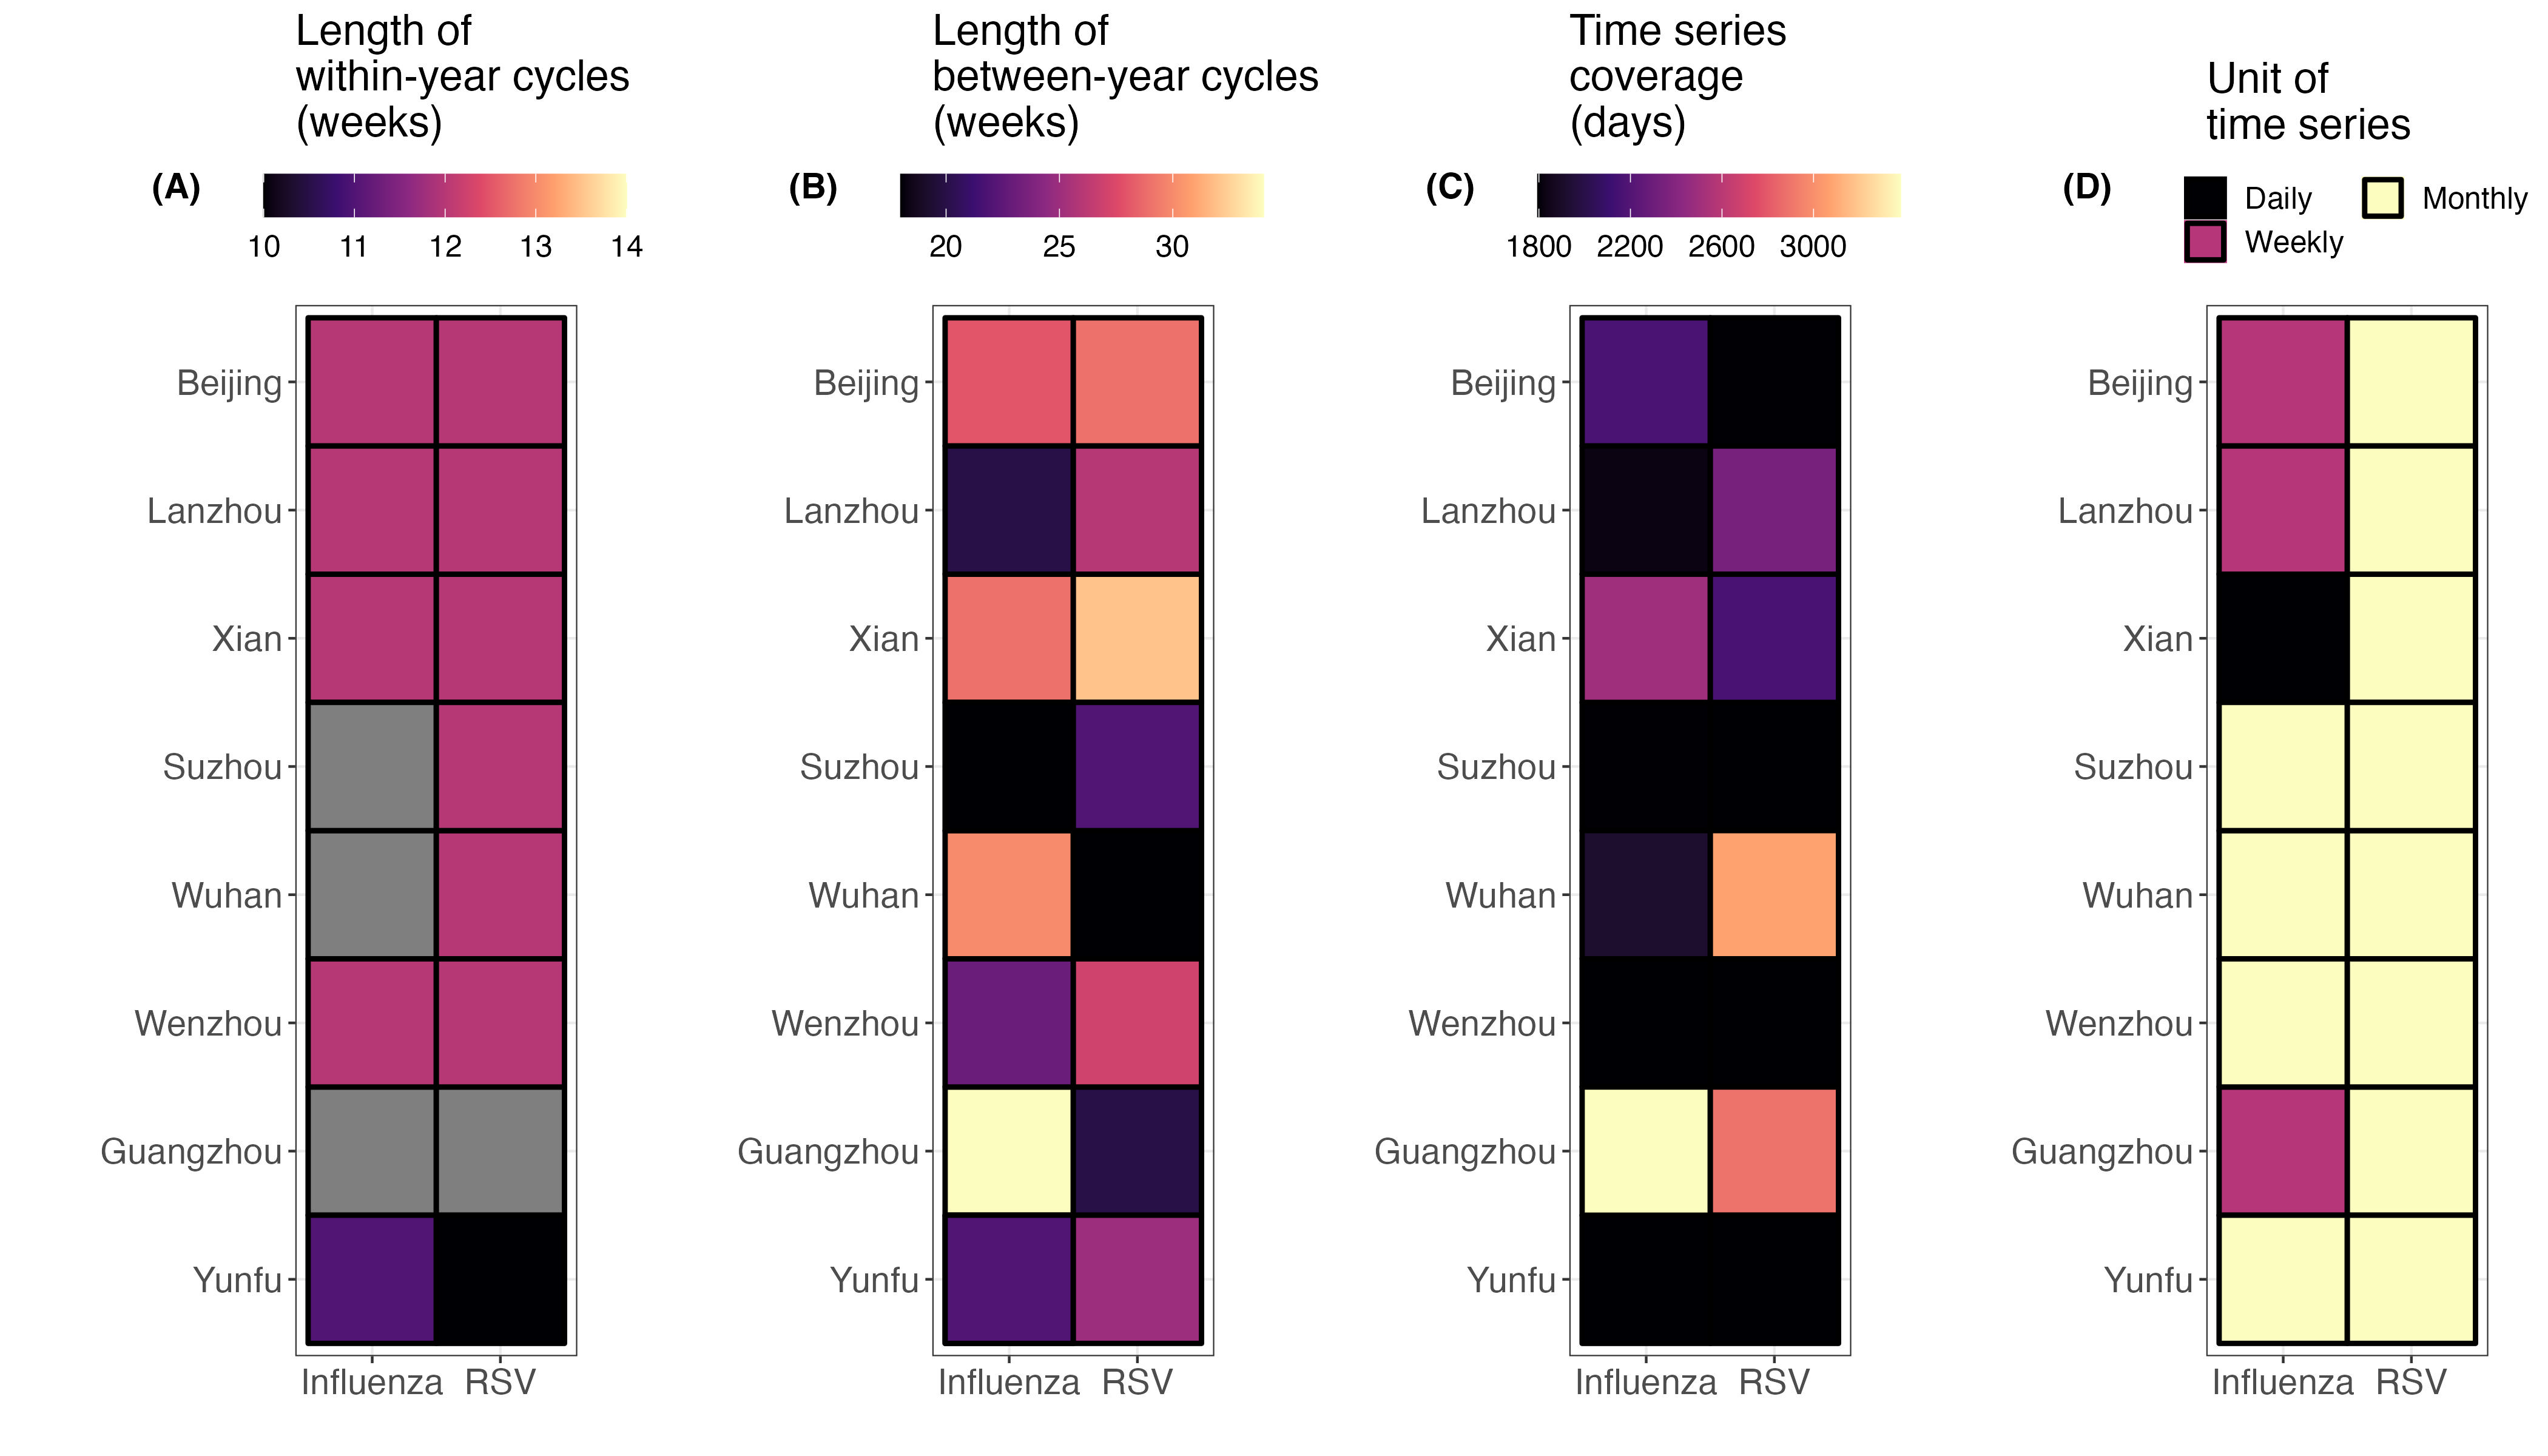 Length of
within-year cycles
(weeks)
(A)
10 11 12 13 14
Beijing
Lanzhou
Xian
Suzhou
Wuhan
Wenzhou
Guangzhou
Yunfu
Influenza RSV
Length of
between-year cycles
(weeks)
(B)
20 25 30
Beijing
Lanzhou
Xian
Suzhou
Wuhan
Wenzhou
Guangzhou
Yunfu
Influenza RSV
Time series
coverage
(days)
(C)
1800 2200 2600 3000
Beijing
Lanzhou
Xian
Suzhou
Wuhan
Wenzhou
Guangzhou
Yunfu
Influenza RSV
Unit of
time series
(D)
Daily Monthly
Weekly
Beijing
Lanzhou
Xian
Suzhou
Wuhan
Wenzhou
Guangzhou
Yunfu
Influenza RSV